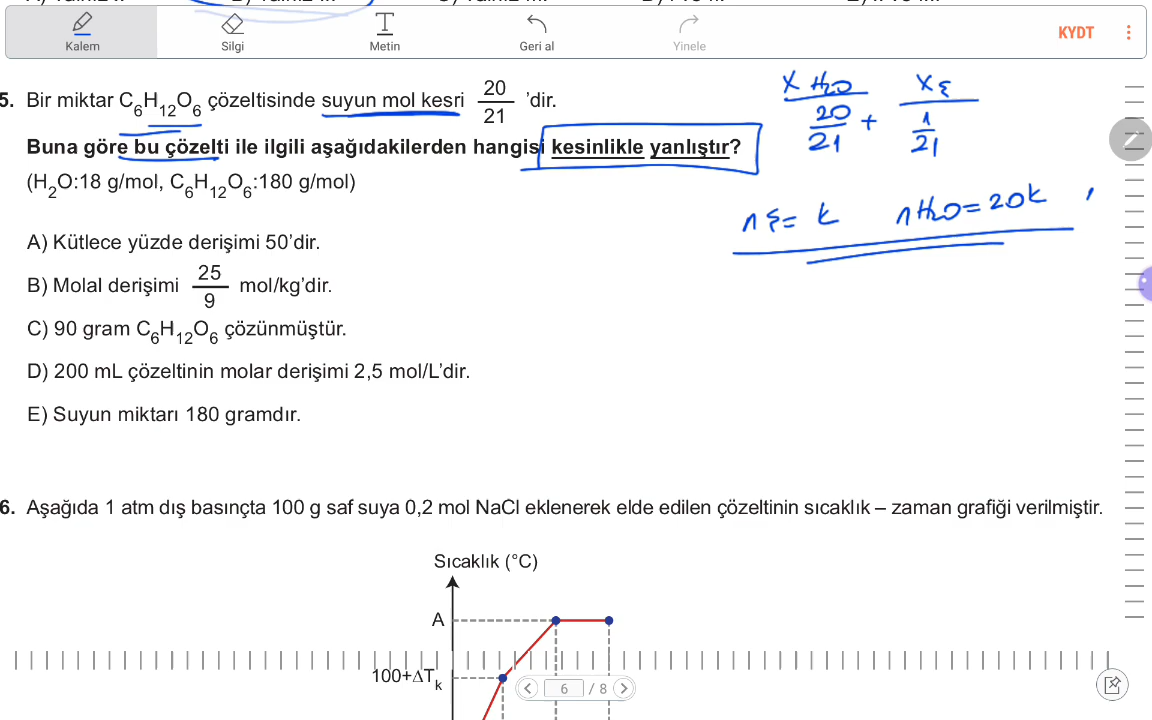 Kalem Silgi Metin Geri al Yinele KYDT
5. Bir miktar C6H12O6 çözeltisinde suyun mol kesri 20/21 'dir.
Buna göre bu çözelti ile ilgili aşağıdakilerden hangisi kesinlikle yanlıştır?
(H2O:18 g/mol, C6H12O6:180 g/mol)
A) Kütlece yüzde derişimi 50'dir.
B) Molal derişimi 25/9 mol/kg'dir.
C) 90 gram C6H12O6 çözünmüştür.
D) 200 mL çözeltinin molar derişimi 2,5 mol/L'dir.
E) Suyun miktarı 180 gramdır.
X H2O Xş
20/21 + 1/21
nş= k nH2O=20k
6. Aşağıda 1 atm dış basınçta 100 g saf suya 0,2 mol NaCl eklenerek elde edilen çözeltinin sıcaklık – zaman grafiği verilmiştir.
Sıcaklık (°C)
A
100+ΔTk
6 / 8